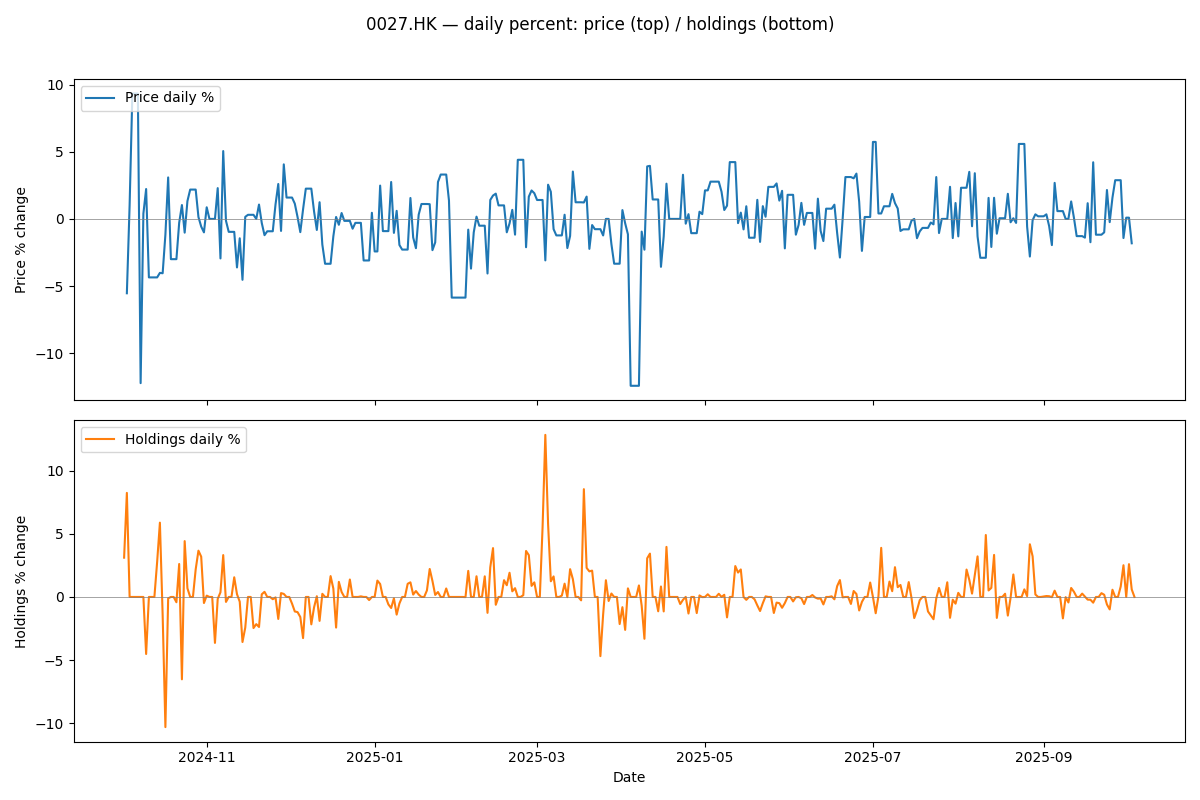 0027.HK — daily percent: price (top) / holdings (bottom)
Price daily %
Price % change
10
5
0
−5
−10
Holdings daily %
Holdings % change
10
5
0
−5
−10
2024-11
2025-01
2025-03
2025-05
2025-07
2025-09
Date